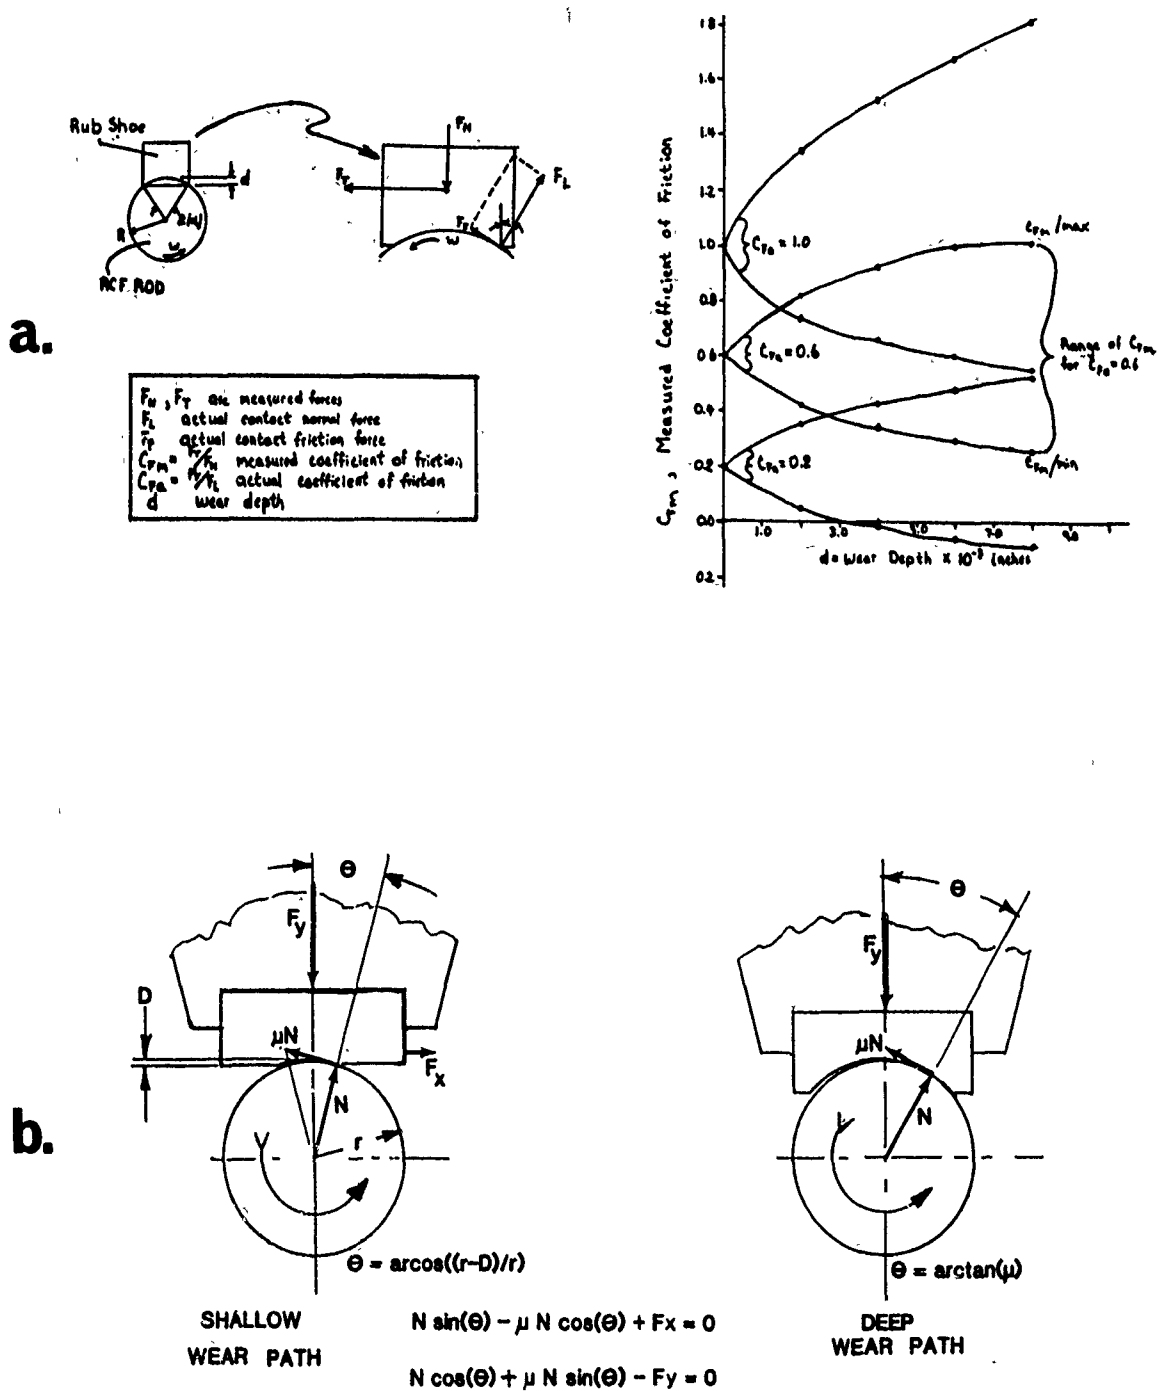 Rub Shoe
d
R
ω
RCF ROD
F_N
F_T
F_L
ω
a.
F_N, F_T are measured forces
F_L actual contact normal force
F_F actual contact friction force
C_Fm = F_T/F_N measured coefficient of friction
C_Fa = F_F/F_L actual coefficient of friction
d wear depth
C_Fm, Measured Coefficient of Friction
1.8
1.6
1.4
1.2
1.0
0.8
0.6
0.4
0.2
0.0
0.2
C_Fa = 1.0
C_Fa = 0.6
C_Fa = 0.2
C_Fm/max
Range of C_Fm
for C_Fa = 0.6
C_Fm/min
1.0 3.0 5.0 7.0 9.0
d = Wear Depth × 10⁻³ inches
b.
Θ
F_y
D
μN
F_x
N
r
V
Θ = arcos((r-D)/r)
SHALLOW
WEAR PATH
Θ
F_y
μN
N
Θ = arctan(μ)
DEEP
WEAR PATH
N sin(Θ) − μ N cos(Θ) + Fx = 0
N cos(Θ) + μ N sin(Θ) − Fy = 0